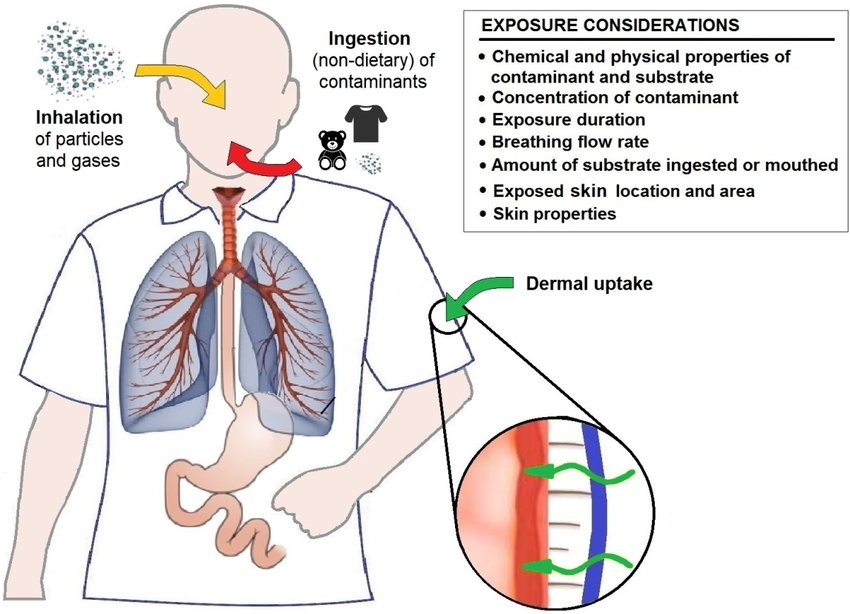 Inhalation
of particles
and gases
Ingestion
(non-dietary) of
contaminants
EXPOSURE CONSIDERATIONS
• Chemical and physical properties of
contaminant and substrate
• Concentration of contaminant
• Exposure duration
• Breathing flow rate
• Amount of substrate ingested or mouthed
• Exposed skin location and area
• Skin properties
Dermal uptake